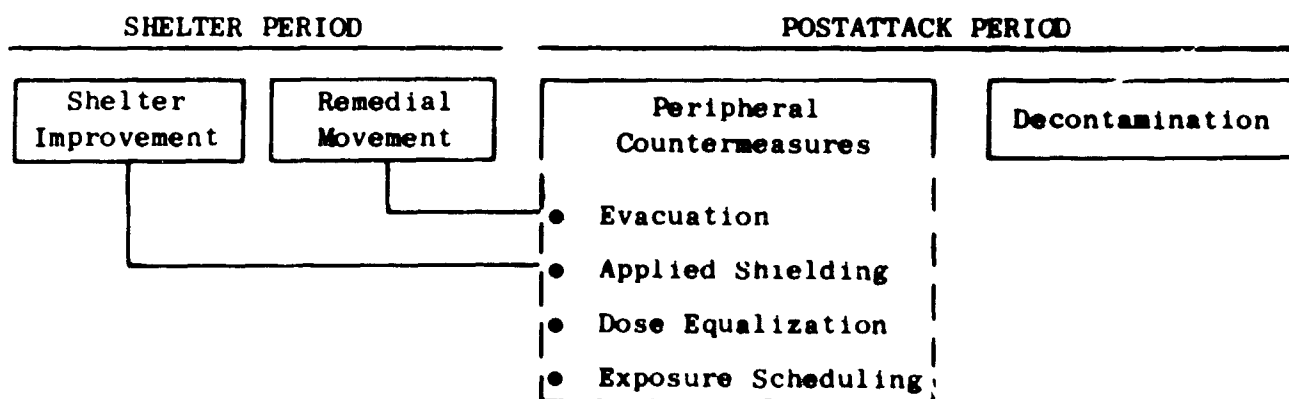 SHELTER PERIOD
POSTATTACK PERIOD
Shelter
Improvement
Remedial
Movement
Peripheral
Countermeasures
• Evacuation
• Applied Shielding
• Dose Equalization
• Exposure Scheduling
Decontamination